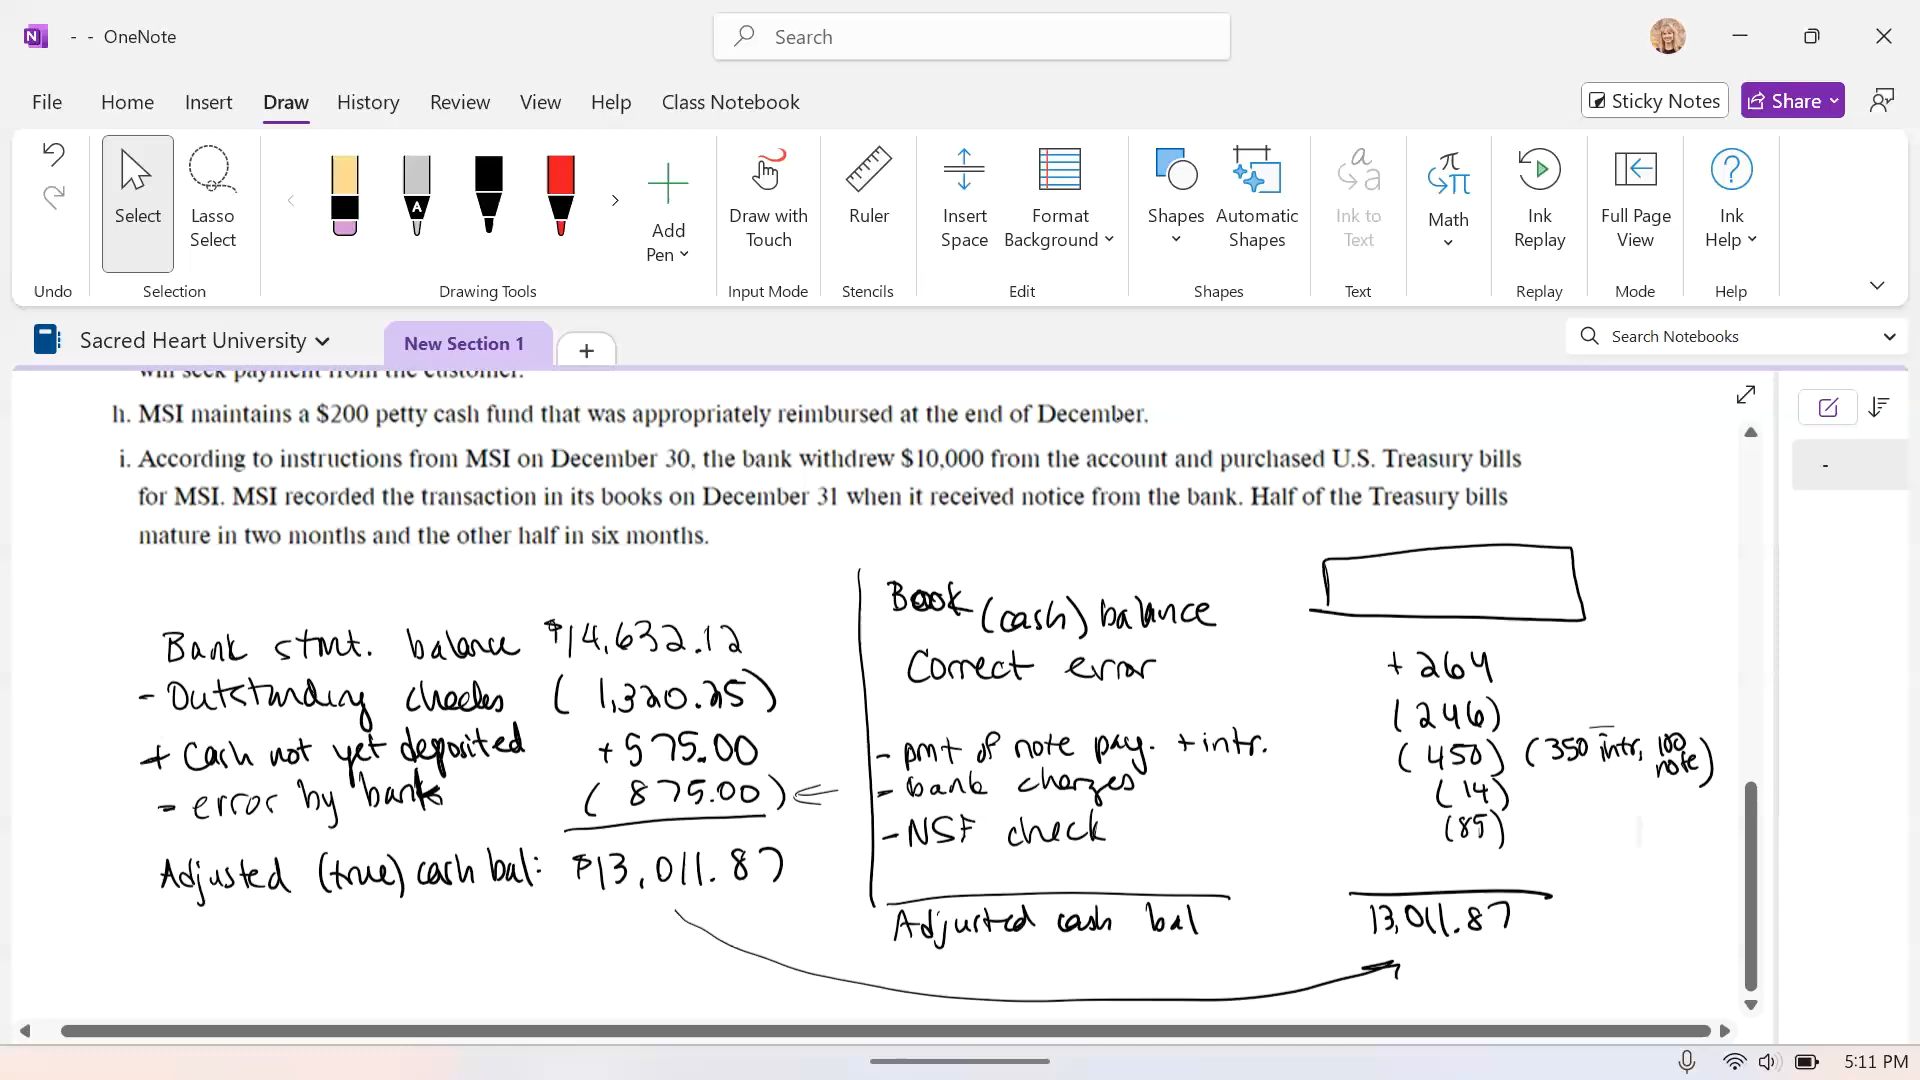 - - OneNote
Search
File Home Insert Draw History Review View Help Class Notebook
Sticky Notes Share
Select
Lasso Select
A
Add Pen
Draw with Touch
Ruler
Insert Space
Format Background
Shapes
Automatic Shapes
Ink to Text
Math
Ink Replay
Full Page View
Ink Help
Undo Selection Drawing Tools Input Mode Stencils Edit Shapes Text Replay Mode Help
Sacred Heart University New Section 1 +
Search Notebooks
will seek payment from the customer.
h. MSI maintains a $200 petty cash fund that was appropriately reimbursed at the end of December.
i. According to instructions from MSI on December 30, the bank withdrew $10,000 from the account and purchased U.S. Treasury bills
for MSI. MSI recorded the transaction in its books on December 31 when it received notice from the bank. Half of the Treasury bills
mature in two months and the other half in six months.
-
Bank stmt. balance $14,632.12
- Outstanding checks (1,320.25)
+ Cash not yet deposited +575.00
- error by bank (875.00)
Adjusted (true) cash bal: $13,011.87
Book (cash) balance
Correct error +264
(246)
- pmt of note pay. + intr. (450) (350 intr, 100 note)
- bank charges (14)
- NSF check (85)
Adjusted cash bal 13,011.87
5:11 PM